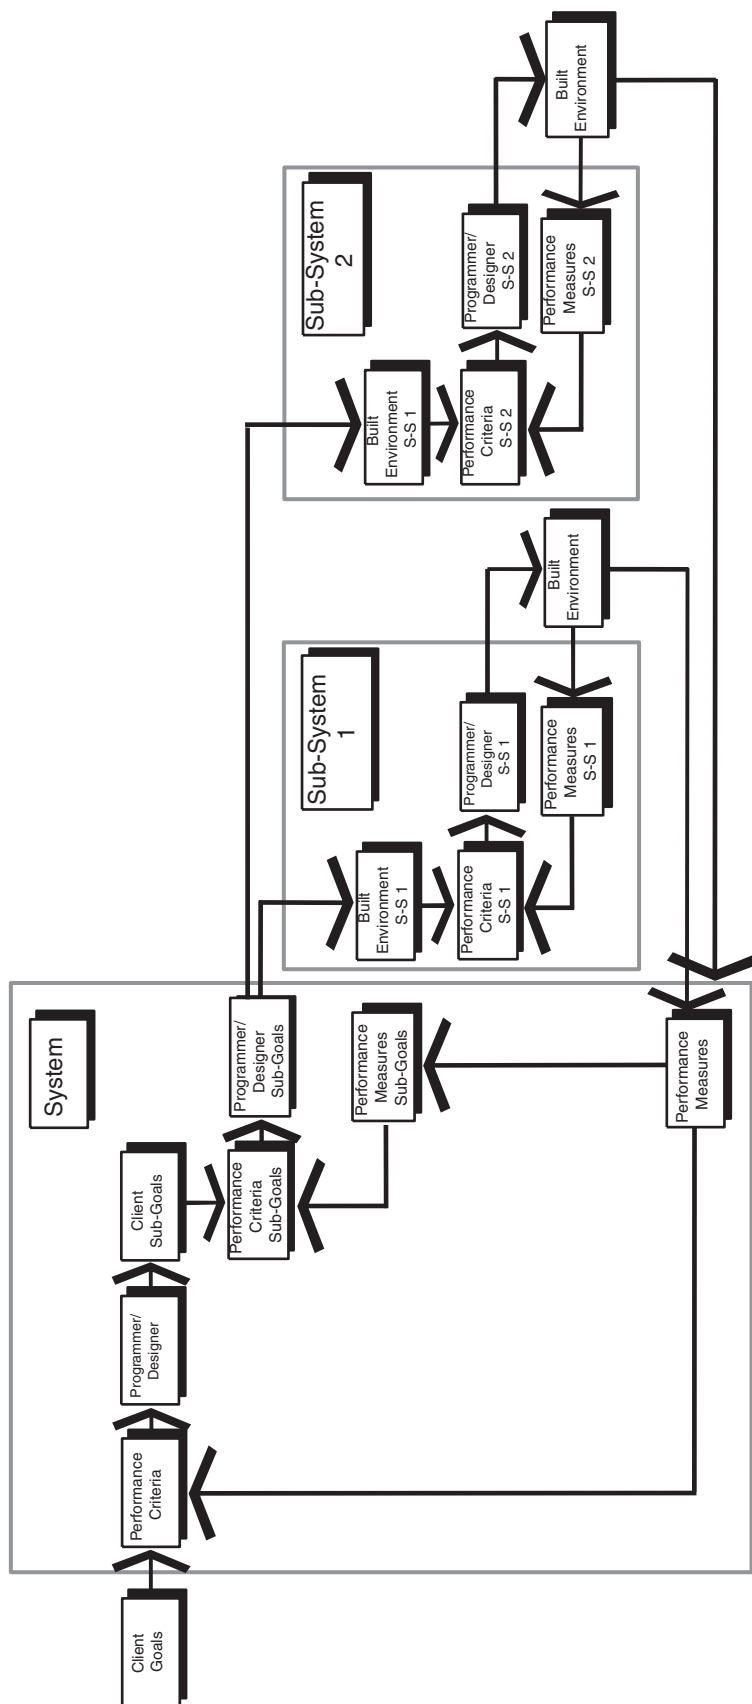 Client
Goals
Performance
Criteria
Programmer/
Designer
Client
Sub-Goals
System
Performance
Criteria
Sub-Goals
Programmer/
Designer
Sub-Goals
Performance
Measures
Sub-Goals
Performance
Measures
Sub-System
1
Built
Environment
S-S 1
Performance
Criteria
S-S 1
Programmer/
Designer
S-S 1
Performance
Measures
S-S 1
Built
Environment
Sub-System
2
Built
Environment
S-S 1
Performance
Criteria
S-S 2
Programmer/
Designer
S-S 2
Performance
Measures
S-S 2
Built
Environment